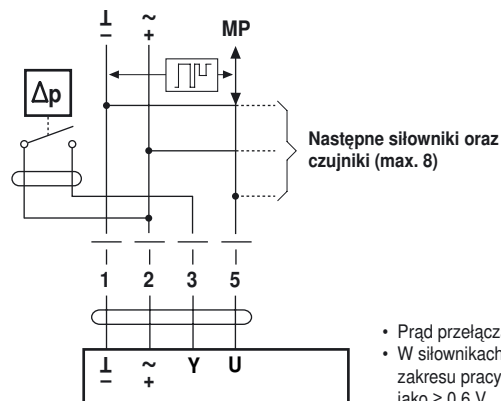 ⊥ ~ MP
– +
Δp
Następne siłowniki oraz
czujniki (max. 8)
1 2 3 5
⊥ ~ Y U
– +
• Prąd przełącz
• W siłownikach
zakresu pracy
jako ≥ 0,6 V